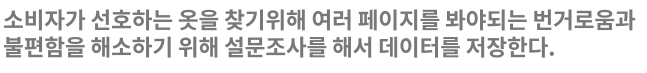 소비자가 선호하는 옷을 찾기위해 여러 페이지를 봐야되는 번거로움과
불편함을 해소하기 위해 설문조사를 해서 데이터를 저장한다.